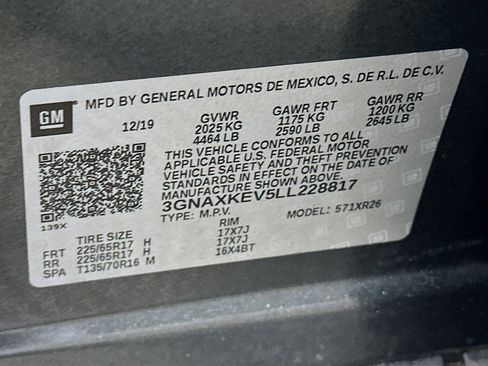 GM
MFD BY GENERAL MOTORS DE MEXICO, S. DE R.L. DE C.V.
12/19 GVWR GAWR FRT GAWR RR
2025 KG 1175 KG 1200 KG
4464 LB 2590 LB 2645 LB
THIS VEHICLE CONFORMS TO ALL
APPLICABLE U.S. FEDERAL MOTOR
VEHICLE SAFETY AND THEFT PREVENTION
STANDARDS IN EFFECT ON THE DATE OF
MANUFACTURE SHOWN ABOVE.
3GNAXKEV5LL228817
TYPE: M.P.V. MODEL: 571XR26
139X
TIRE SIZE RIM
FRT 225/65R17 H 17X7J
RR 225/65R17 H 17X7J
SPA T135/70R16 M 16X4BT